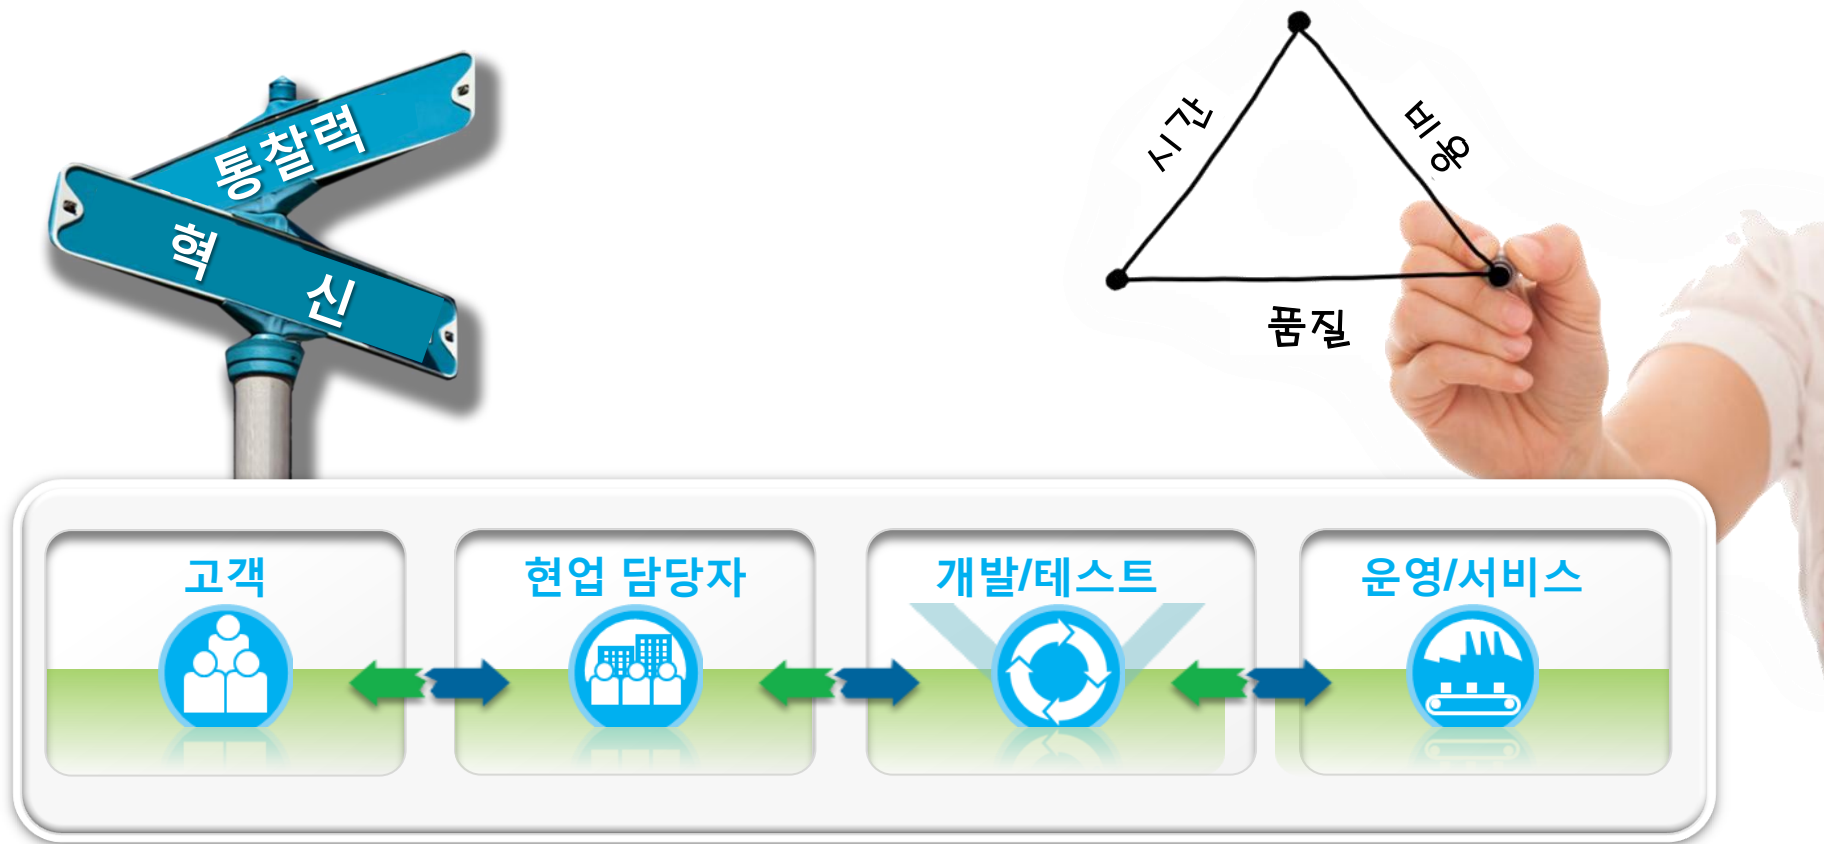 통찰력
혁 신
시간
비용
품질
고객
현업 담당자
개발/테스트
운영/서비스